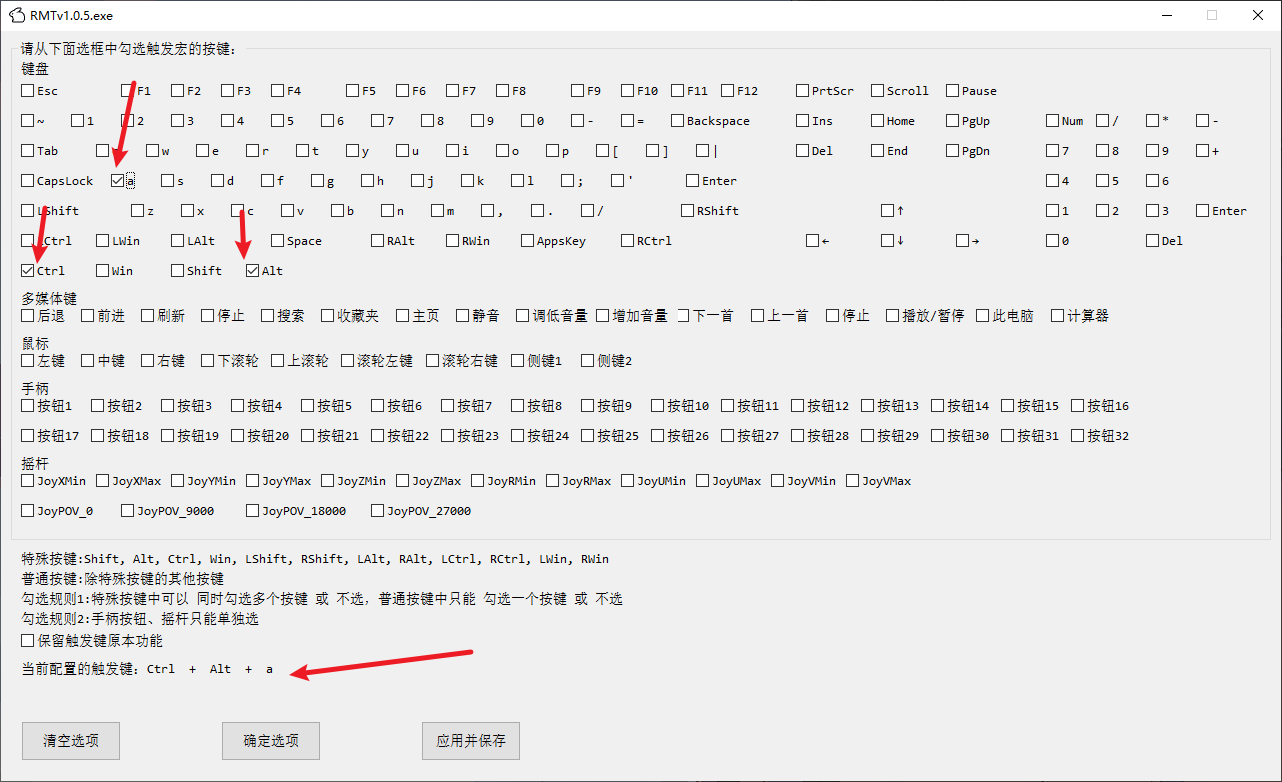 RMTv1.0.5.exe
请从下面选框中勾选触发宏的按键:
键盘
Esc F1 F2 F3 F4 F5 F6 F7 F8 F9 F10 F11 F12 PrtScr Scroll Pause
~ 1 2 3 4 5 6 7 8 9 0 - = Backspace Ins Home PgUp Num / * -
Tab w e r t y u i o p [ ] | Del End PgDn 7 8 9 +
CapsLock a s d f g h j k l ; ' Enter 4 5 6
LShift z x c v b n m , . / RShift ↑ 1 2 3 Enter
LCtrl LWin LAlt Space RAlt RWin AppsKey RCtrl ← ↓ → 0 Del
Ctrl Win Shift Alt
多媒体键
后退 前进 刷新 停止 搜索 收藏夹 主页 静音 调低音量 增加音量 下一首 上一首 停止 播放/暂停 此电脑 计算器
鼠标
左键 中键 右键 下滚轮 上滚轮 滚轮左键 滚轮右键 侧键1 侧键2
手柄
按钮1 按钮2 按钮3 按钮4 按钮5 按钮6 按钮7 按钮8 按钮9 按钮10 按钮11 按钮12 按钮13 按钮14 按钮15 按钮16
按钮17 按钮18 按钮19 按钮20 按钮21 按钮22 按钮23 按钮24 按钮25 按钮26 按钮27 按钮28 按钮29 按钮30 按钮31 按钮32
摇杆
JoyXMin JoyXMax JoyYMin JoyYMax JoyZMin JoyZMax JoyRMin JoyRMax JoyUMin JoyUMax JoyVMin JoyVMax
JoyPOV_0 JoyPOV_9000 JoyPOV_18000 JoyPOV_27000
特殊按键:Shift, Alt, Ctrl, Win, LShift, RShift, LAlt, RAlt, LCtrl, RCtrl, LWin, RWin
普通按键:除特殊按键的其他按键
勾选规则1:特殊按键中可以 同时勾选多个按键 或 不选，普通按键中只能 勾选一个按键 或 不选
勾选规则2:手柄按钮、摇杆只能单独选
保留触发键原本功能
当前配置的触发键: Ctrl + Alt + a
清空选项 确定选项 应用并保存